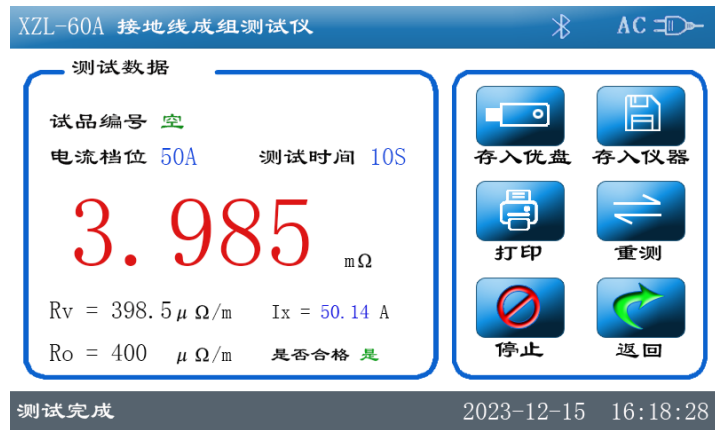 XZL-60A 接地线成组测试仪 AC
测试数据
试品编号 空
电流档位 50A 测试时间 10S
3.985 mΩ
Rv = 398.5μΩ/m Ix = 50.14 A
Ro = 400 μΩ/m 是否合格 是
存入优盘 存入仪器
打印 重测
停止 返回
测试完成 2023-12-15 16:18:28